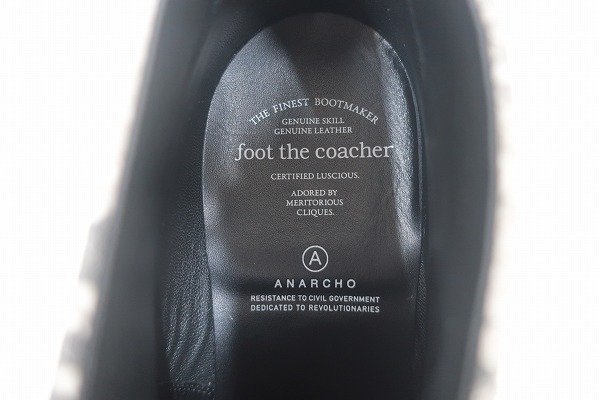 THE FINEST BOOTMAKER
GENUINE SKILL
GENUINE LEATHER
foot the coacher
CERTIFIED LUSCIOUS.
ADORED BY
MERITORIOUS
CLIQUES.
A
ANARCHO
RESISTANCE TO CIVIL GOVERNMENT
DEDICATED TO REVOLUTIONARIES